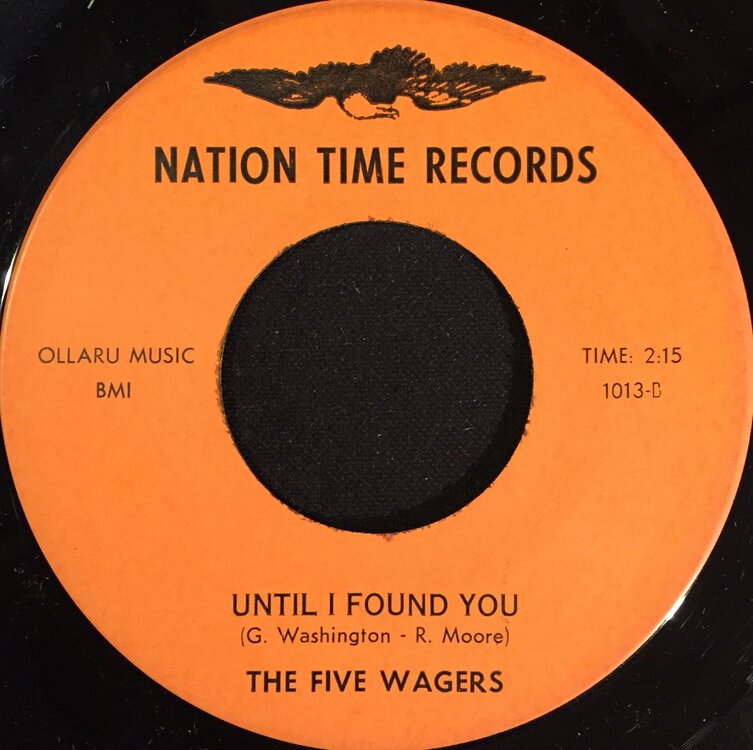 NATION TIME RECORDS
OLLARU MUSIC
BMI
TIME: 2:15
1013-B
UNTIL I FOUND YOU
(G. Washington - R. Moore)
THE FIVE WAGERS